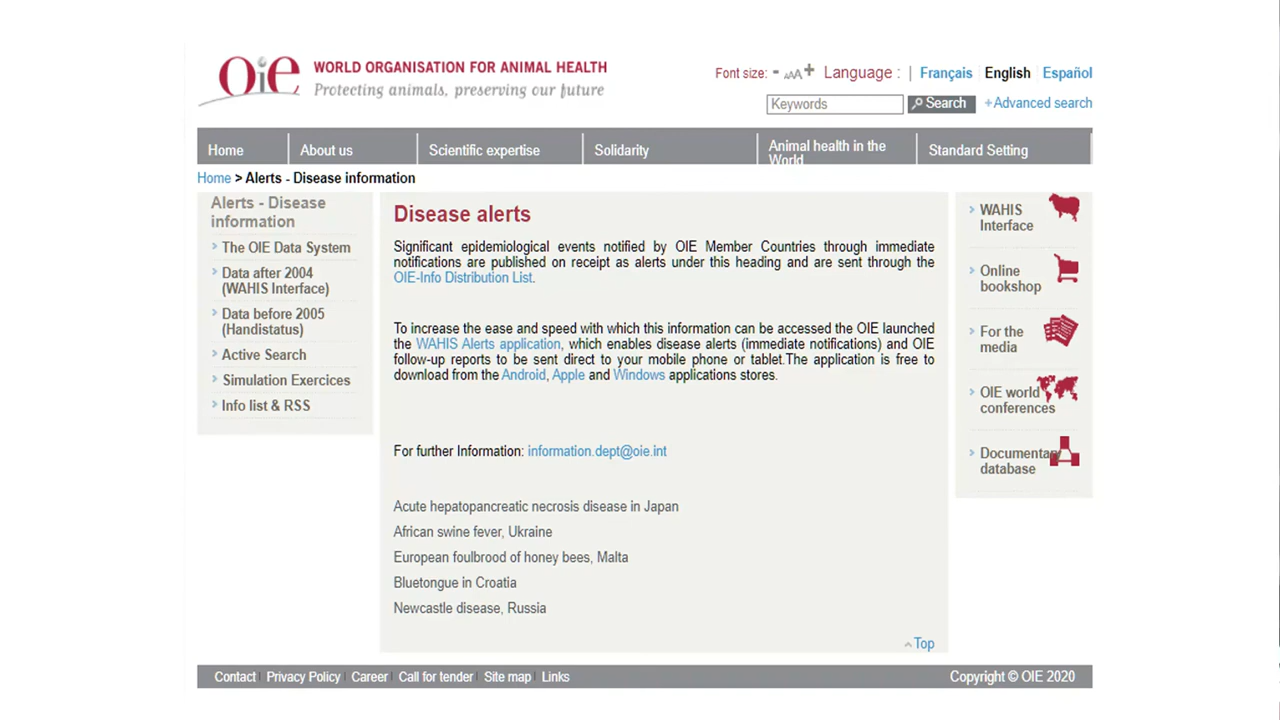 OiE WORLD ORGANISATION FOR ANIMAL HEALTH
Protecting animals, preserving our future
Font size: - AAA + Language : | Français English Español
Keywords Search +Advanced search
Home About us Scientific expertise Solidarity Animal health in the World Standard Setting
Home > Alerts - Disease information
Alerts - Disease
information
The OIE Data System
Data after 2004
(WAHIS Interface)
Data before 2005
(Handistatus)
Active Search
Simulation Exercices
Info list & RSS
Disease alerts
Significant epidemiological events notified by OIE Member Countries through immediate
notifications are published on receipt as alerts under this heading and are sent through the
OIE-Info Distribution List.
To increase the ease and speed with which this information can be accessed the OIE launched
the WAHIS Alerts application, which enables disease alerts (immediate notifications) and OIE
follow-up reports to be sent direct to your mobile phone or tablet.The application is free to
download from the Android, Apple and Windows applications stores.
For further Information: information.dept@oie.int
Acute hepatopancreatic necrosis disease in Japan
African swine fever, Ukraine
European foulbrood of honey bees, Malta
Bluetongue in Croatia
Newcastle disease, Russia
Top
WAHIS
Interface
Online
bookshop
For the
media
OIE world
conferences
Documentary
database
Contact Privacy Policy Career Call for tender Site map Links Copyright © OIE 2020